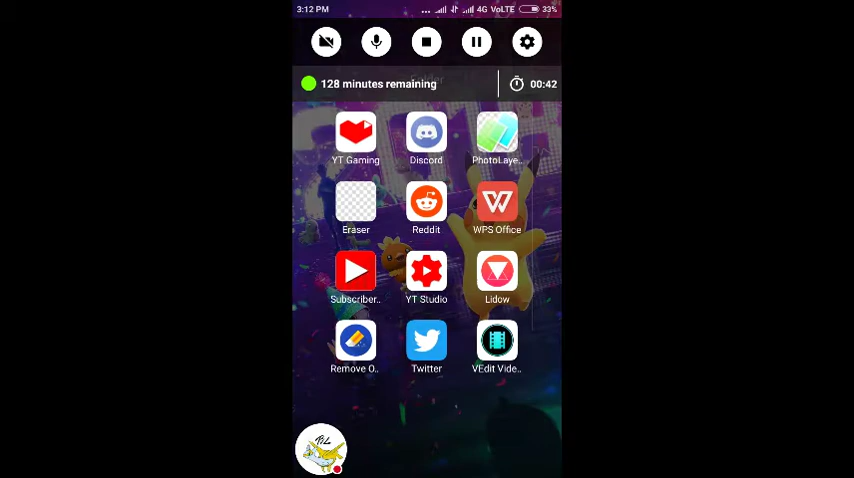 3:12 PM 4G VoLTE 33%
128 minutes remaining 00:42
YT Gaming Discord PhotoLaye..
Eraser Reddit WPS Office
Subscriber.. YT Studio Lidow
Remove O.. Twitter VEdit Vide..